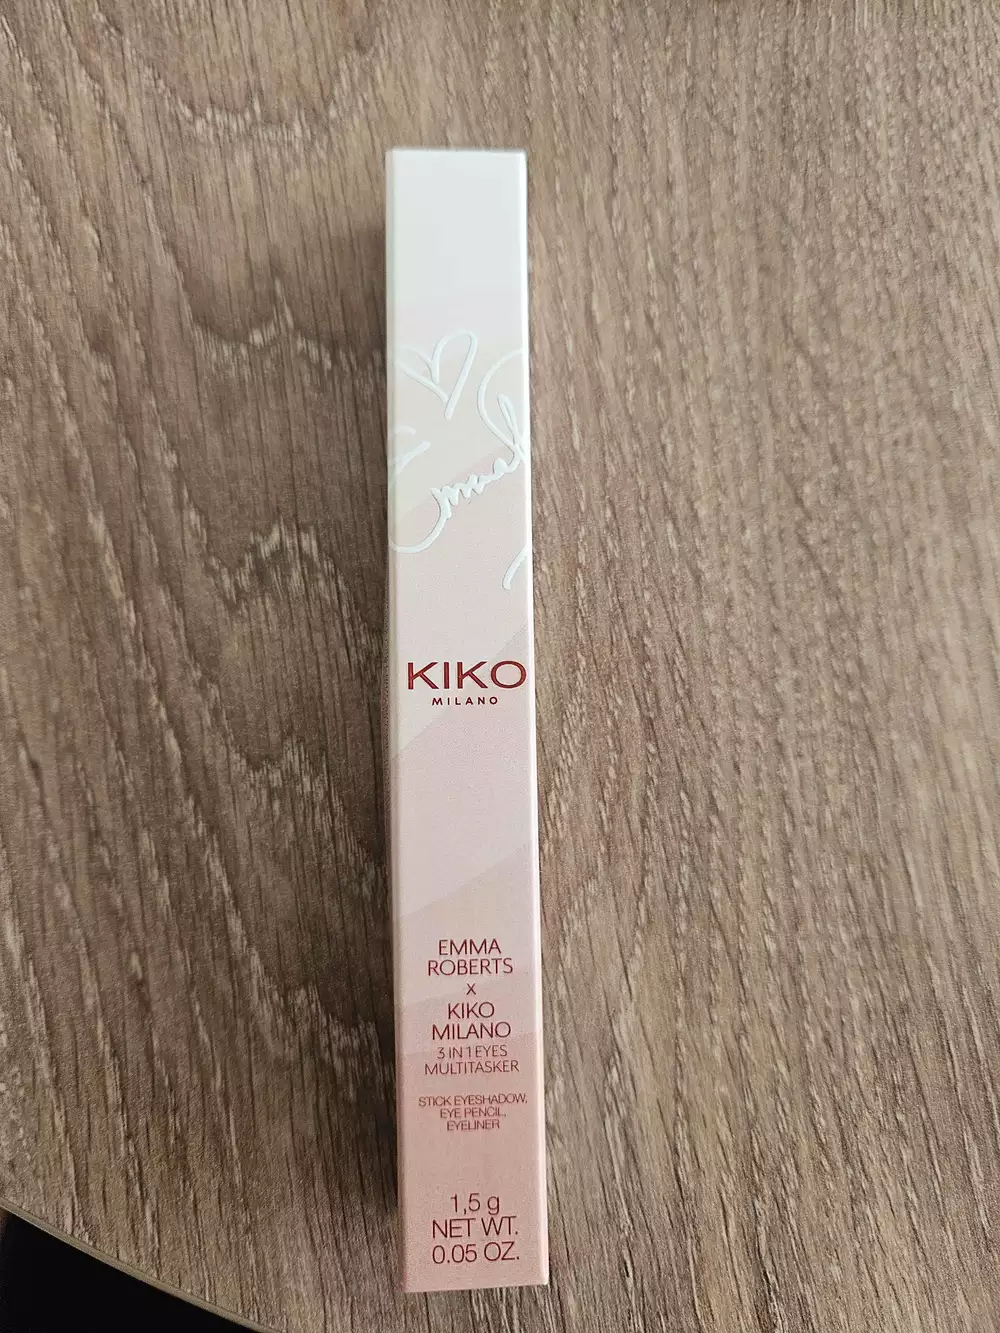 Emma
KIKO
MILANO
EMMA
ROBERTS
x
KIKO
MILANO
3 IN 1 EYES
MULTITASKER
STICK EYESHADOW,
EYE PENCIL,
EYELINER
1,5 g
NET WT.
0.05 OZ.